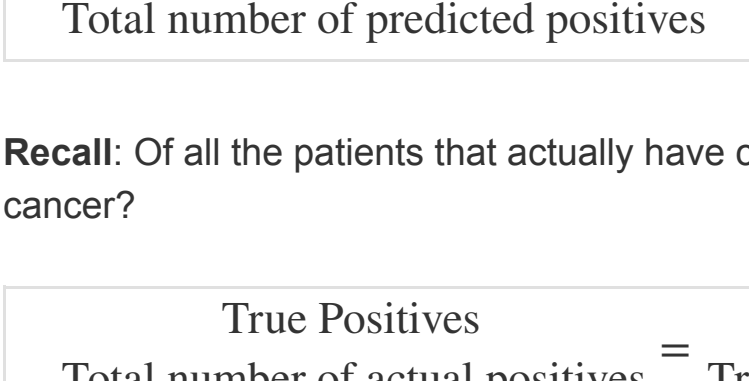 Total number of predicted positives
Recall: Of all the patients that actually have
cancer?
True Positives
Total number of actual positives =